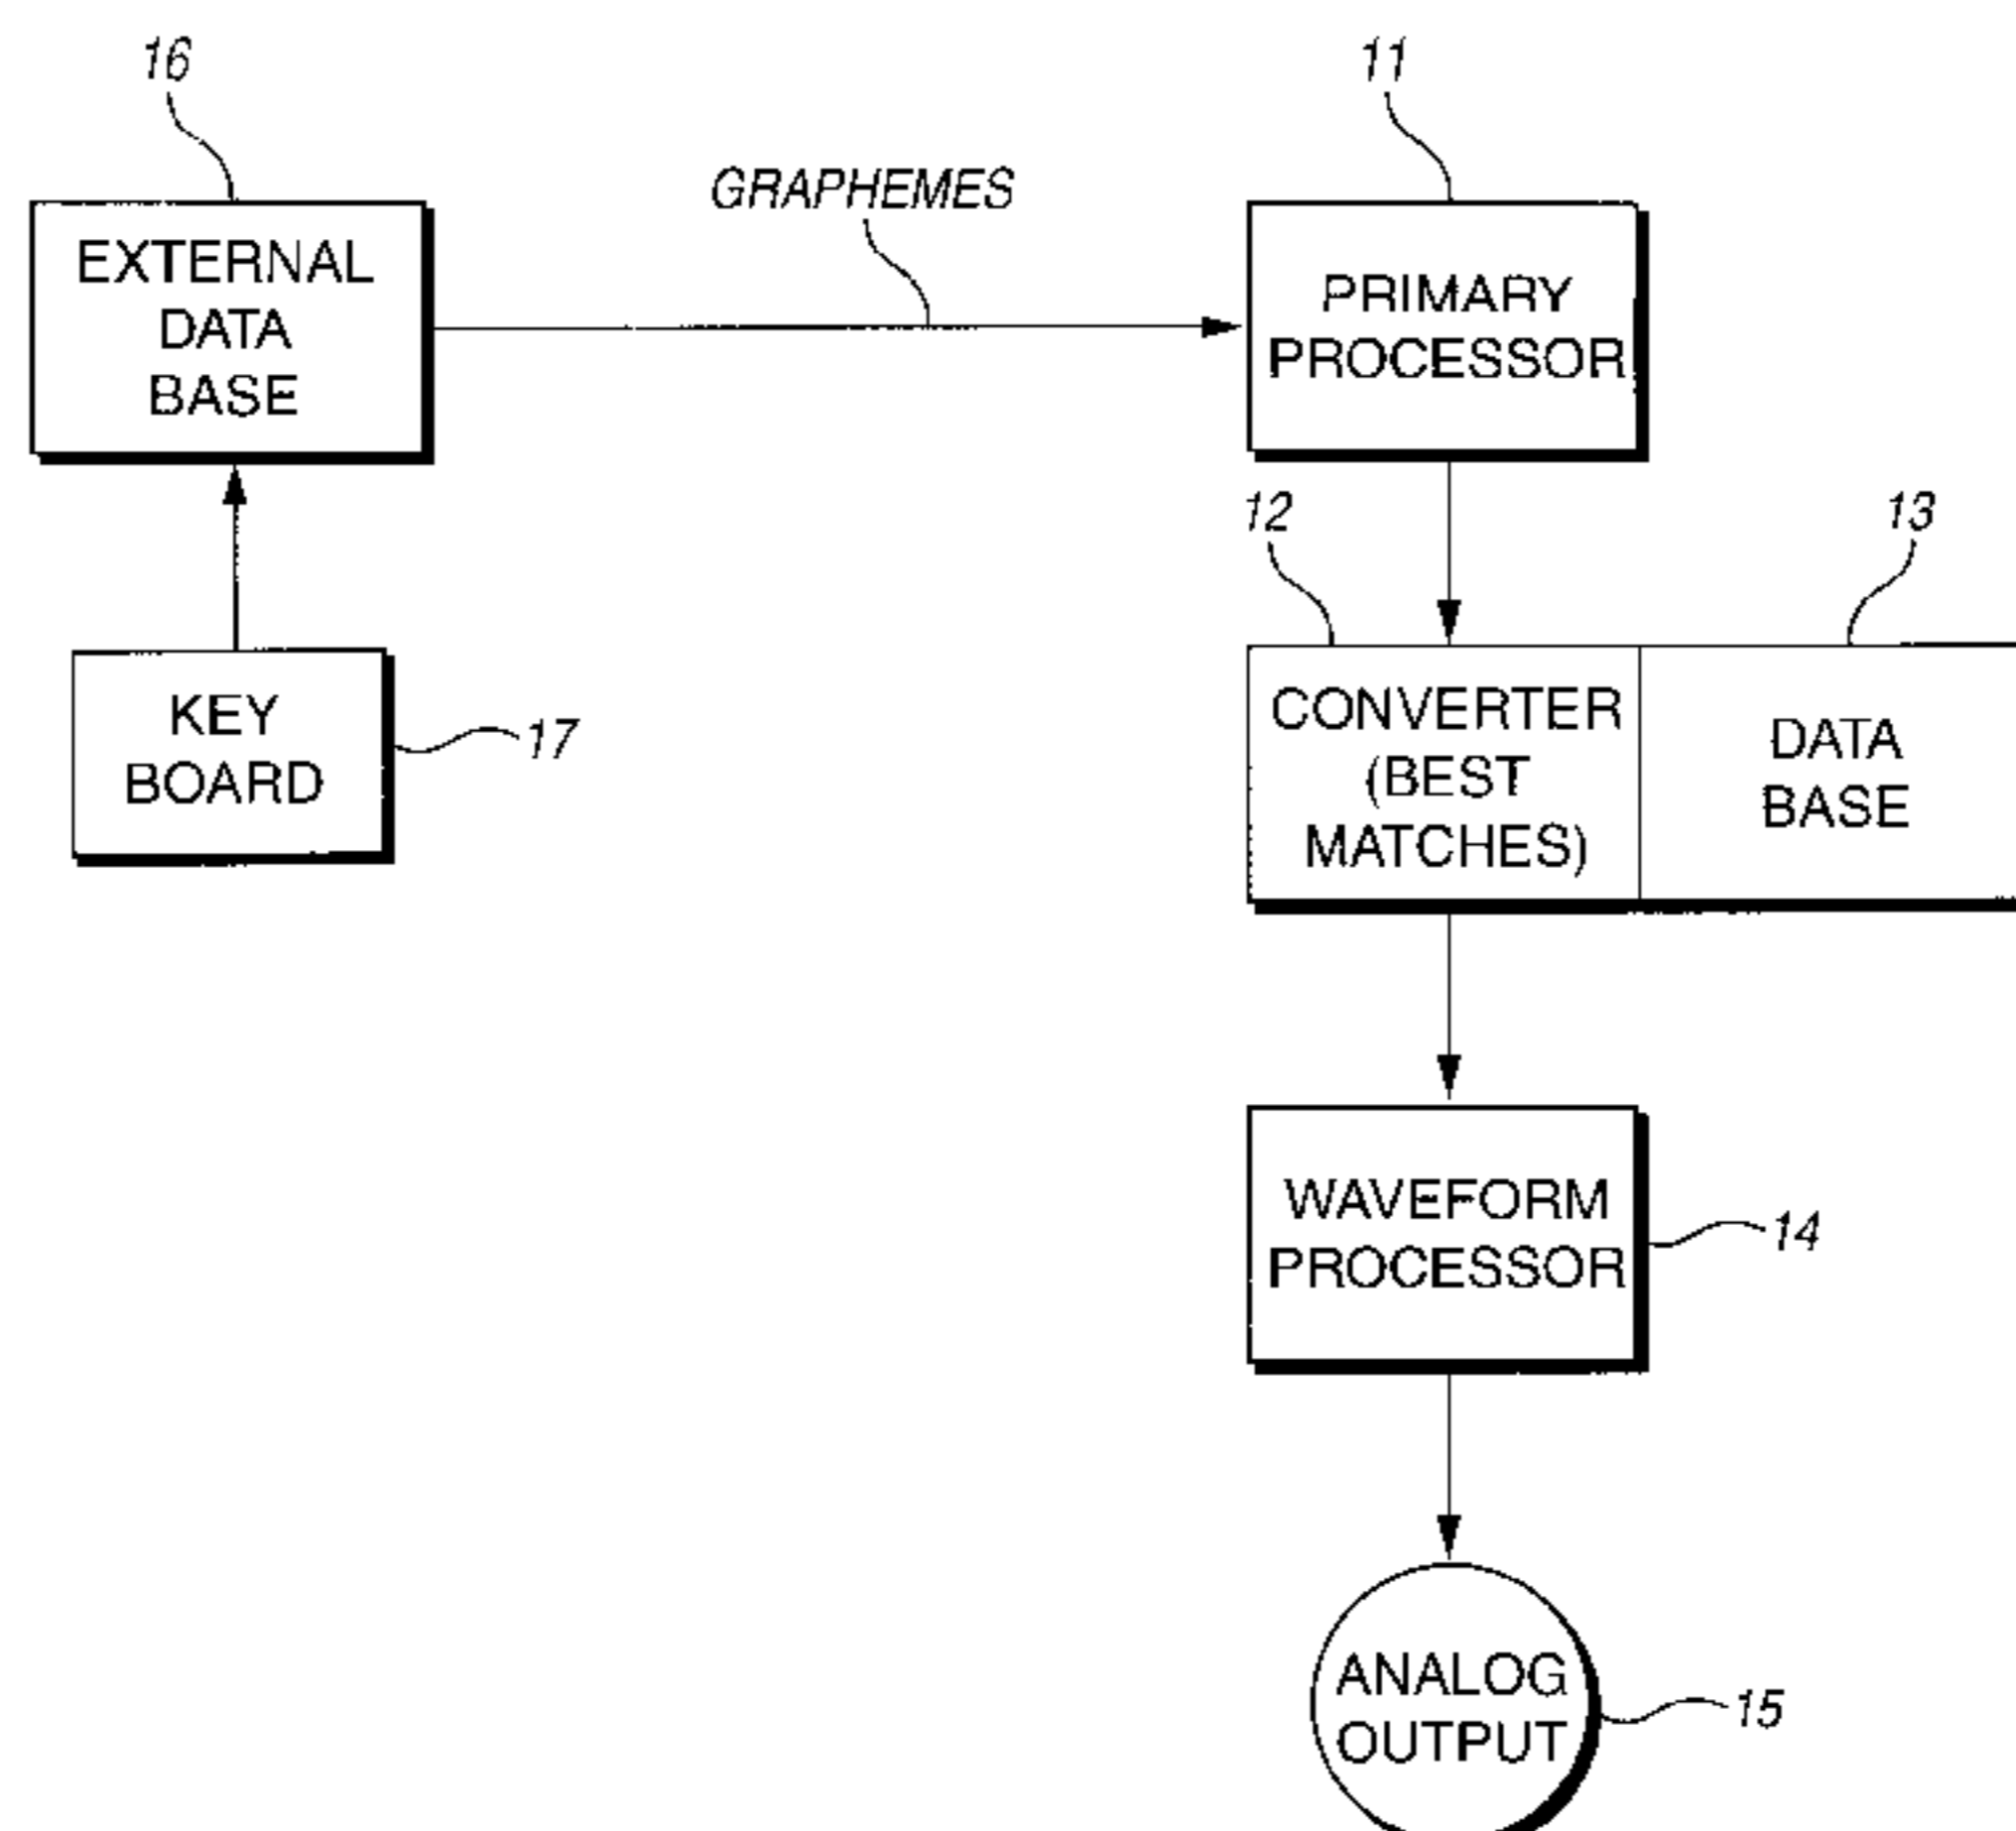 16
11
GRAPHEMES
EXTERNAL
DATA
BASE
PRIMARY
PROCESSOR
12
13
KEY
BOARD
17
CONVERTER
(BEST
MATCHES)
DATA
BASE
WAVEFORM
PROCESSOR
14
ANALOG
OUTPUT
15